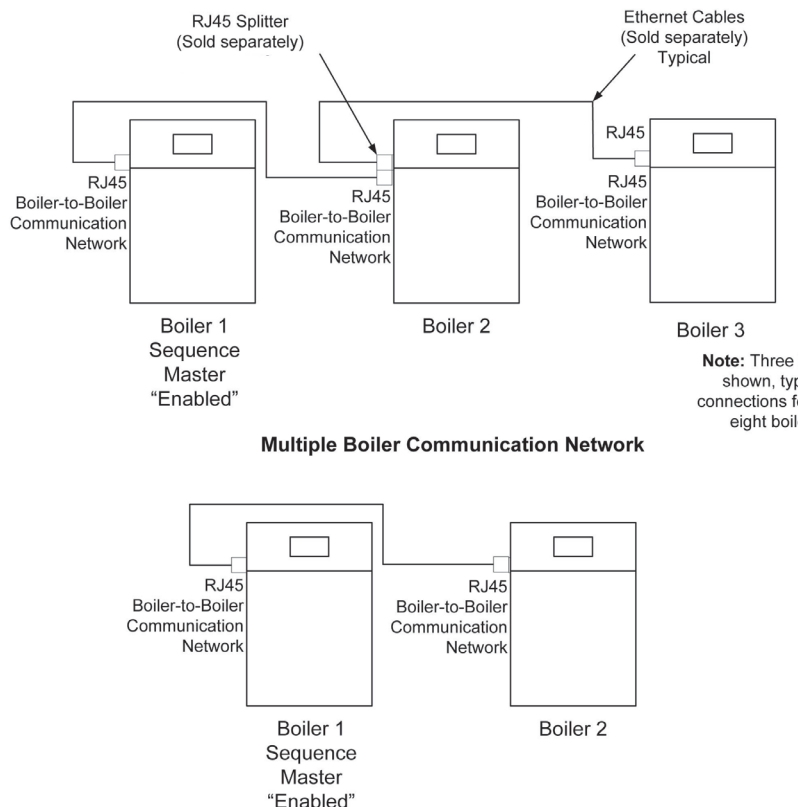 RJ45 Splitter
(Sold separately)
Ethernet Cables
(Sold separately)
Typical
RJ45
Boiler-to-Boiler
Communication
Network
RJ45
Boiler-to-Boiler
Communication
Network
RJ45
RJ45
Boiler-to-Boiler
Communication
Network
Boiler 1
Sequence
Master
“Enabled”
Boiler 2
Boiler 3
Note: Three
shown,
connections
eight
Multiple Boiler Communication Network
RJ45
Boiler-to-Boiler
Communication
Network
RJ45
Boiler-to-Boiler
Communication
Network
Boiler 1
Sequence
Master
“Enabled”
Boiler 2